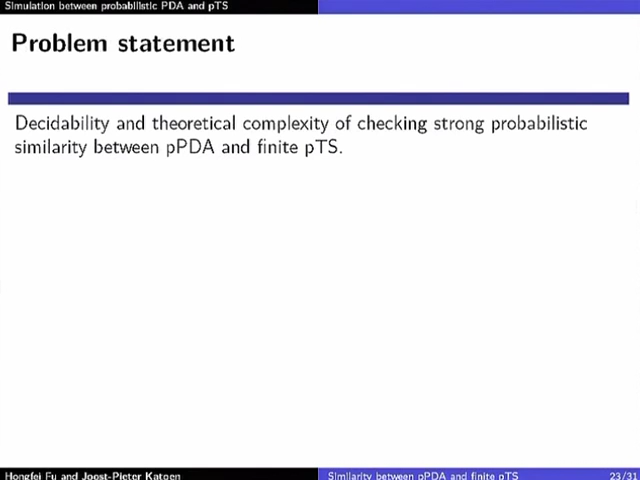 Simulation between probabilistic PDA and pTS
Problem statement
Decidability and theoretical complexity of checking strong probabilistic
similarity between pPDA and finite pTS.
Hongfei Fu and Joost-Pieter Katoen
Similarity between pPDA and finite pTS
23/31